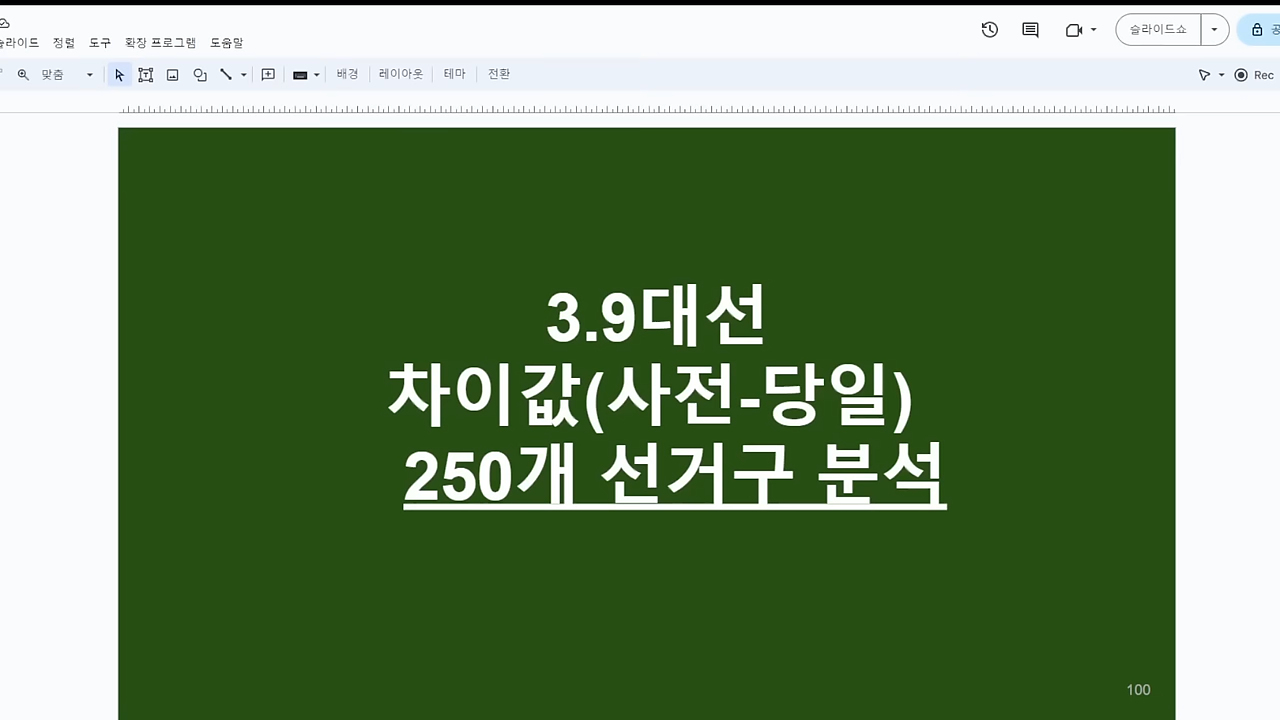 슬라이드쇼
슬라이드 정렬 도구 확장 프로그램 도움말
맞춤 배경 레이아웃 테마 전환 Rec
3.9대선
차이값(사전-당일)
250개 선거구 분석
100